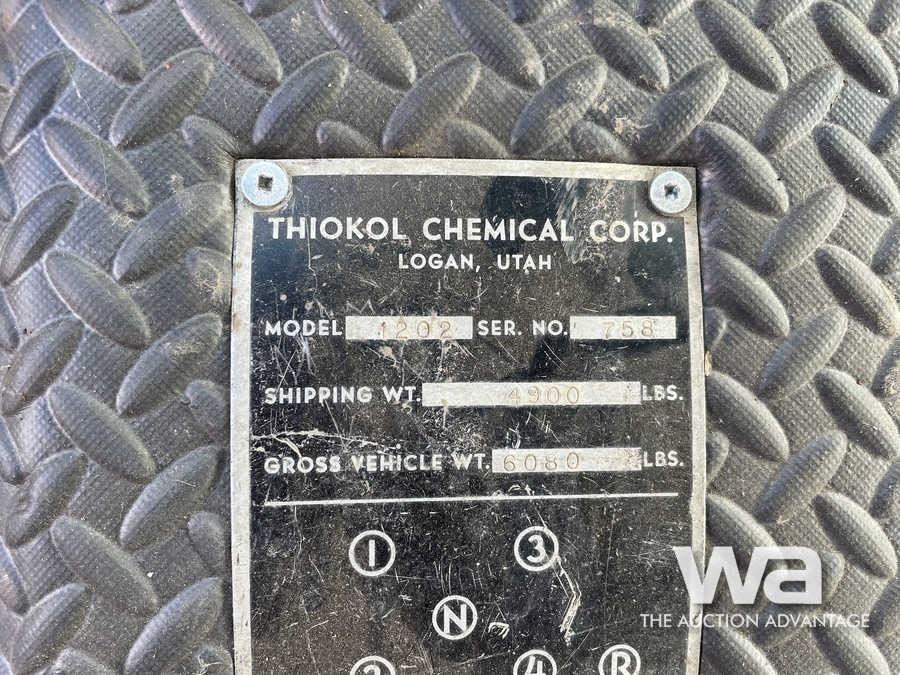 THIOKOL CHEMICAL CORP.
LOGAN, UTAH
MODEL 1202 SER. NO. 758
SHIPPING WT. 4900 LBS.
GROSS VEHICLE WT. 6080 LBS.
1 3
N
2 4 R
wa
THE AUCTION ADVANTAGE